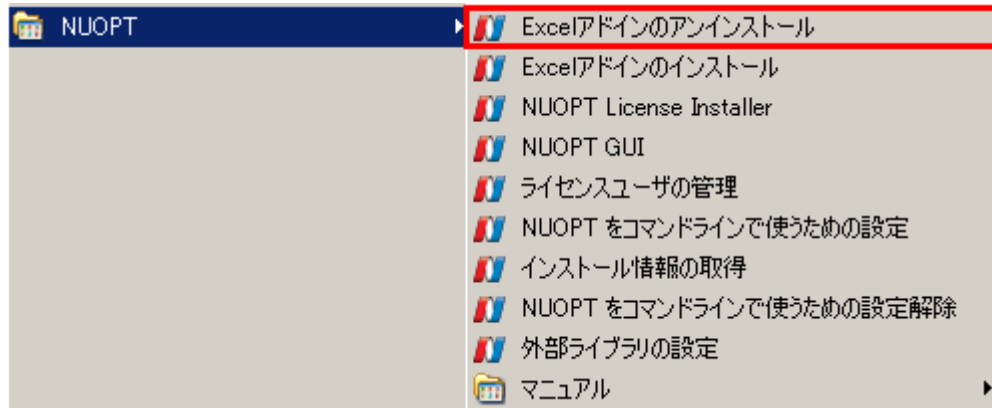 NUOPT
Excelアドインのアンインストール
Excelアドインのインストール
NUOPT License Installer
NUOPT GUI
ライセンスユーザの管理
NUOPT をコマンドラインで使うための設定
インストール情報の取得
NUOPT をコマンドラインで使うための設定解除
外部ライブラリの設定
マニュアル